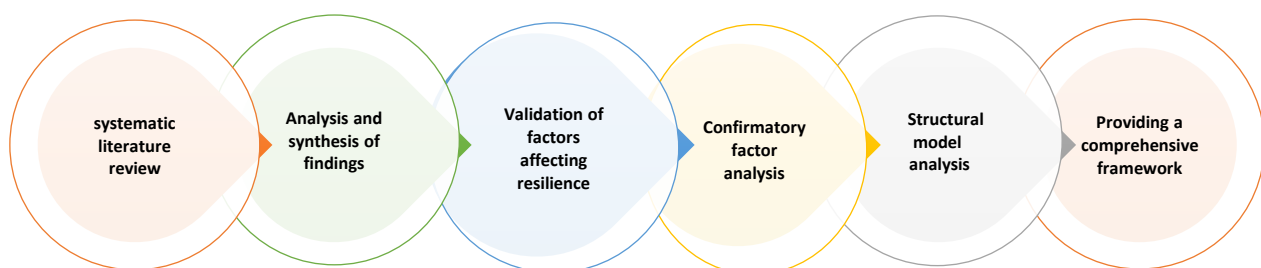 systematic
literature
review
Analysis and
synthesis of
findings
Validation of
factors
affecting
resilience
Confirmatory
factor
analysis
Structural
model
analysis
Providing a
comprehensive
framework